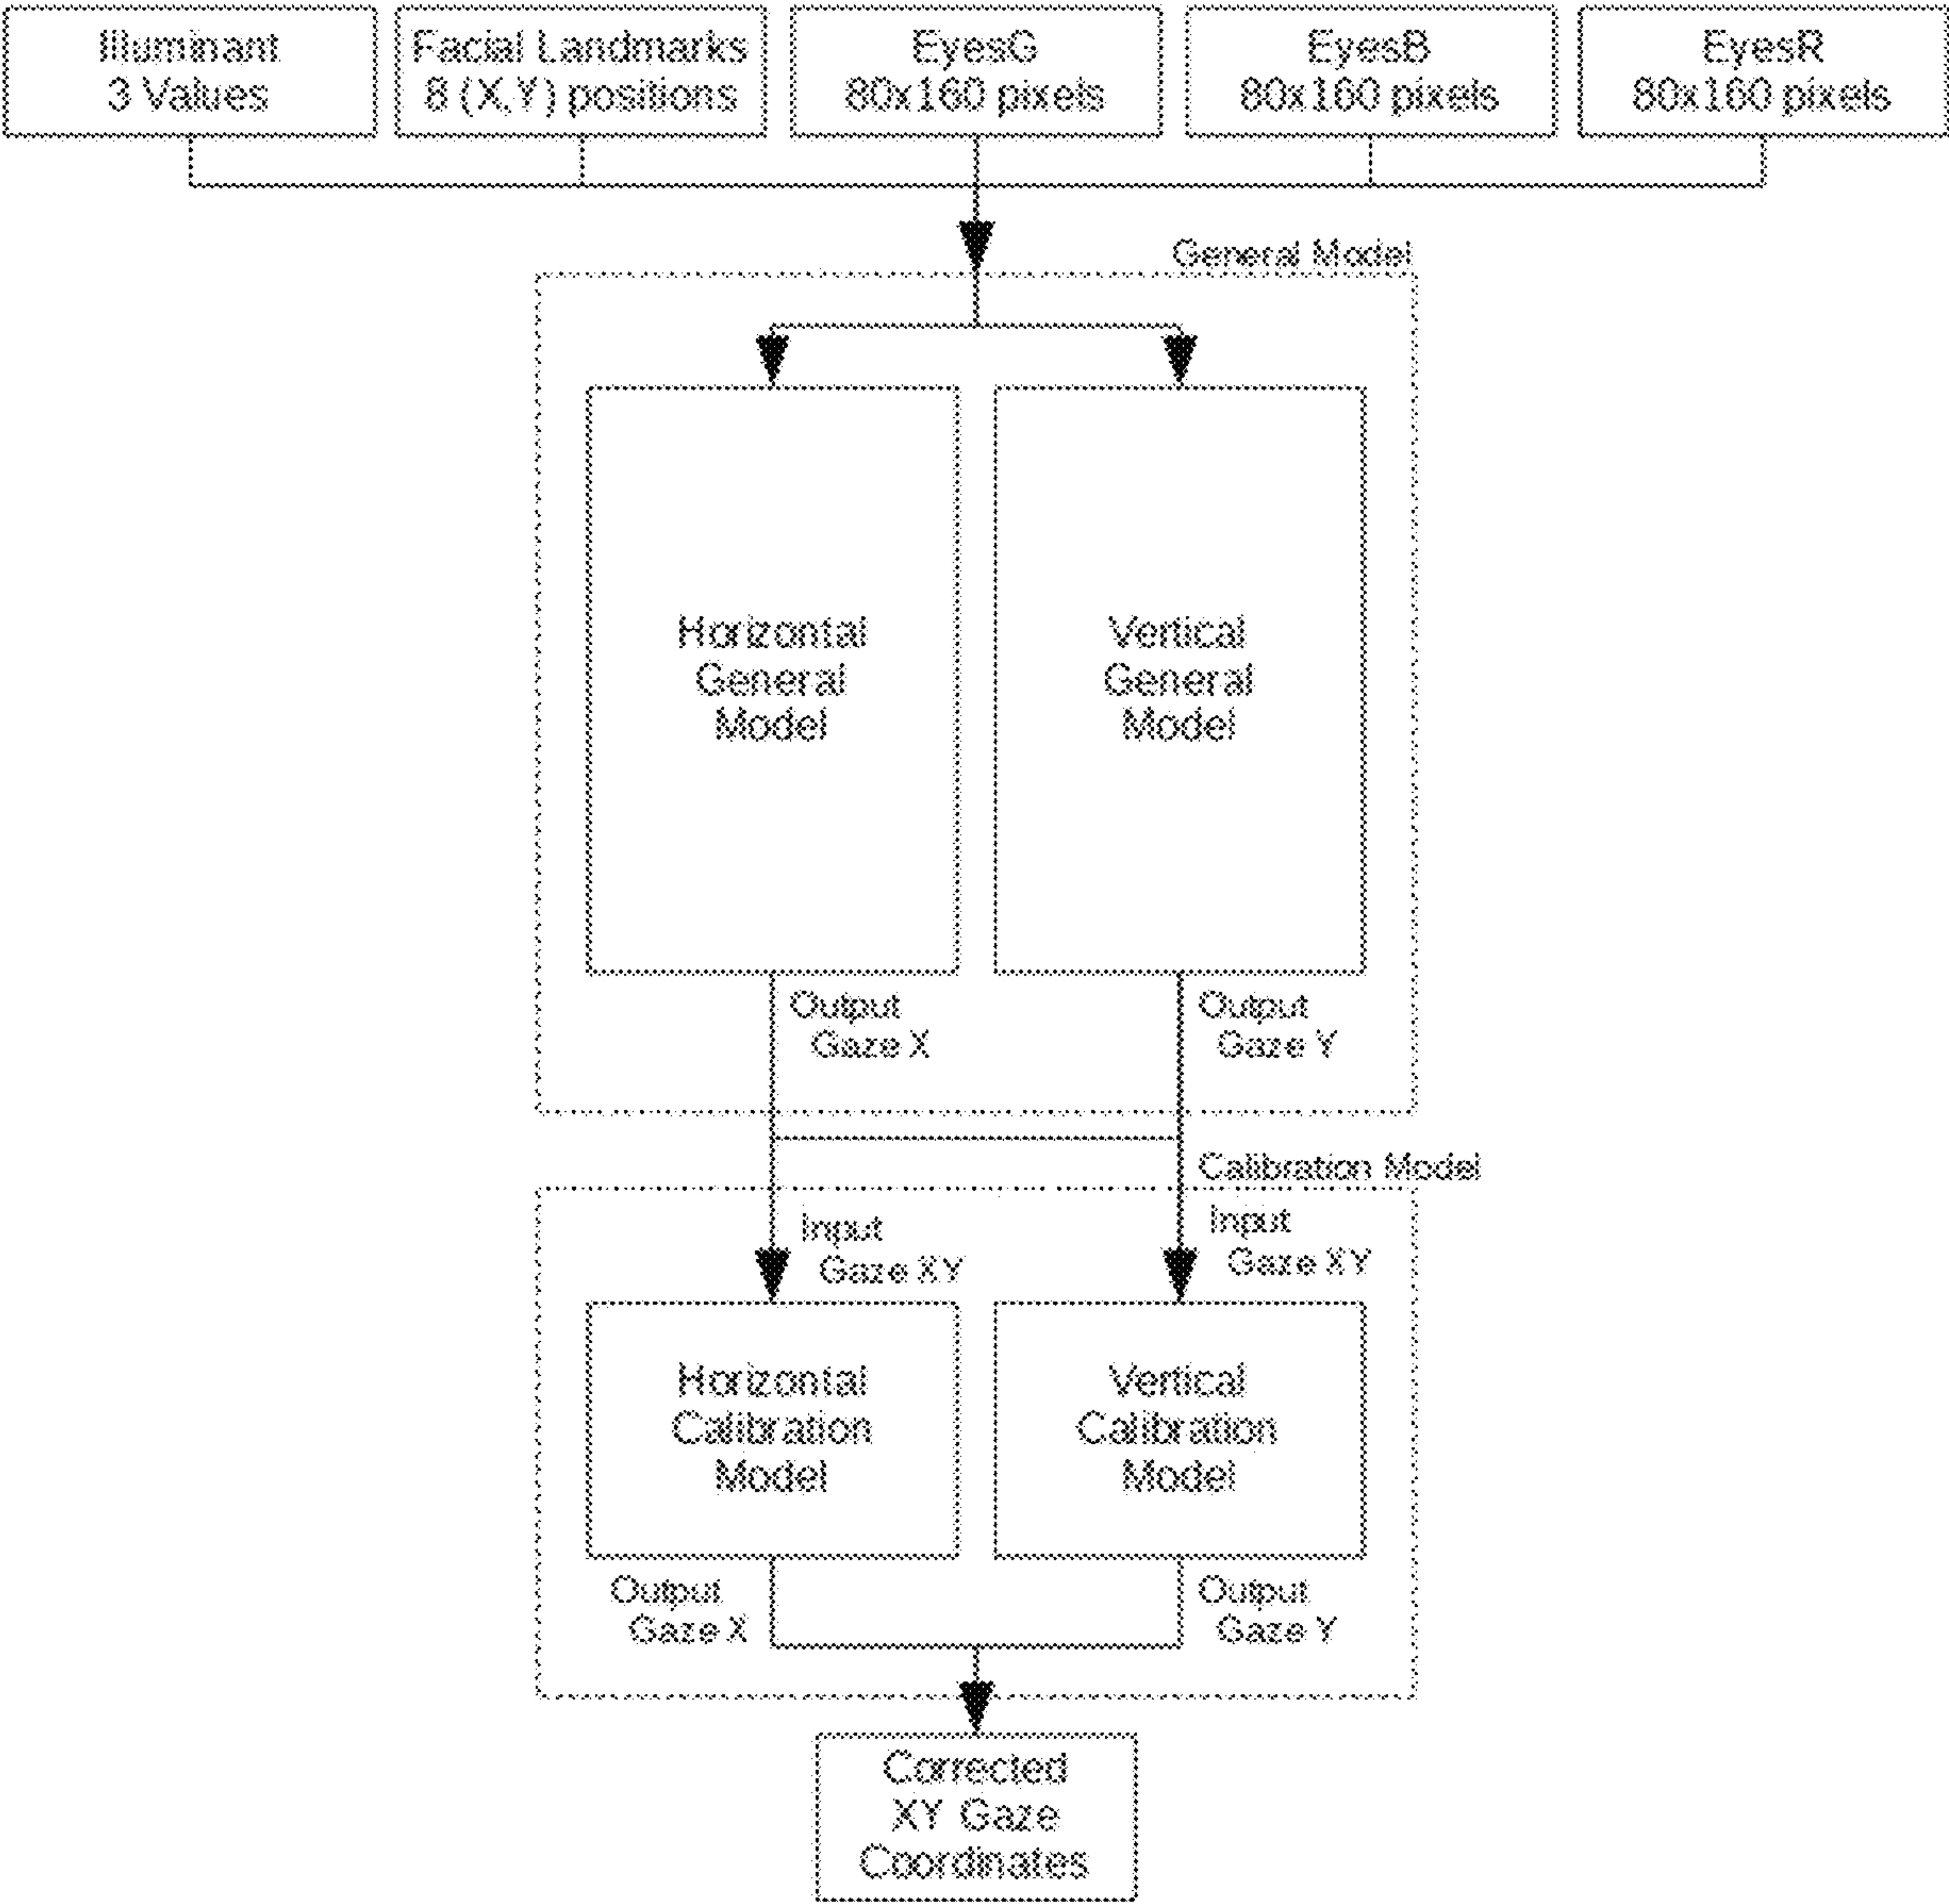 Illuminant
3 Values
Facial Landmarks
8 (X,Y) positions
EyesG
80x160 pixels
EyesB
80x160 pixels
EyesR
80x160 pixels
General Model
Horizontal
General
Model
Vertical
General
Model
Output
Gaze X
Output
Gaze Y
Calibration Model
Input
Gaze XY
Input
Gaze XY
Horizontal
Calibration
Model
Vertical
Calibration
Model
Output
Gaze X
Output
Gaze Y
Corrected
XY Gaze
Coordinates